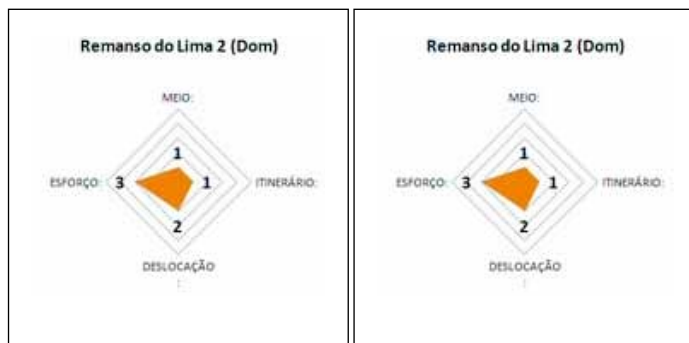 Remanso do Lima 2 (Dom)
MEIO:
1
ESFORÇO: 3 1 ITINERÁRIO:
2
DESLOCAÇÃO
:
Remanso do Lima 2 (Dom)
MEIO:
1
ESFORÇO: 3 1 ITINERÁRIO:
2
DESLOCAÇÃO
: